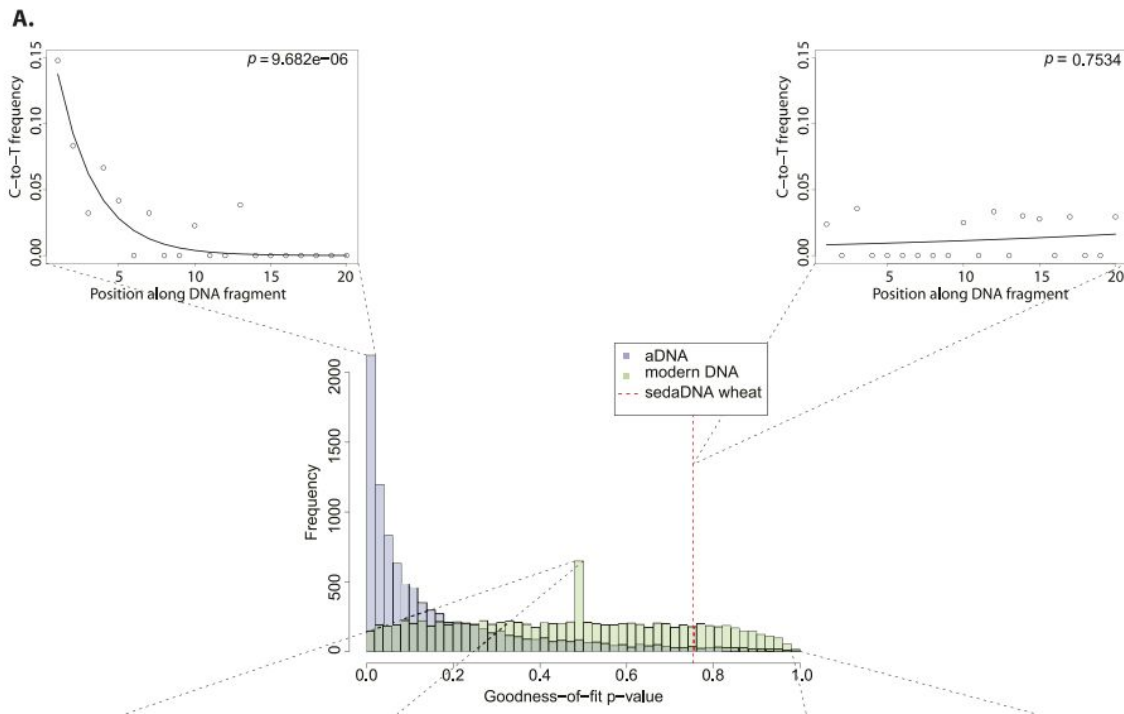 A.
p = 9.682e−06
C−to−T frequency
0.15
0.10
0.05
0.00
5
10
15
20
Position along DNA fragment
p = 0.7534
C−to−T frequency
0.15
0.10
0.05
0.00
5
10
15
20
Position along DNA fragment
aDNA
modern DNA
sedaDNA wheat
Frequency
2000
1500
1000
500
0
0.0
0.2
0.4
0.6
0.8
1.0
Goodness-of-fit p-value